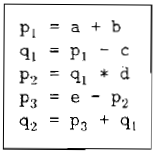 p1 = a + b
q1 = p1 - c
p2 = q1 * d
p3 = e - p2
q2 = p3 + q1